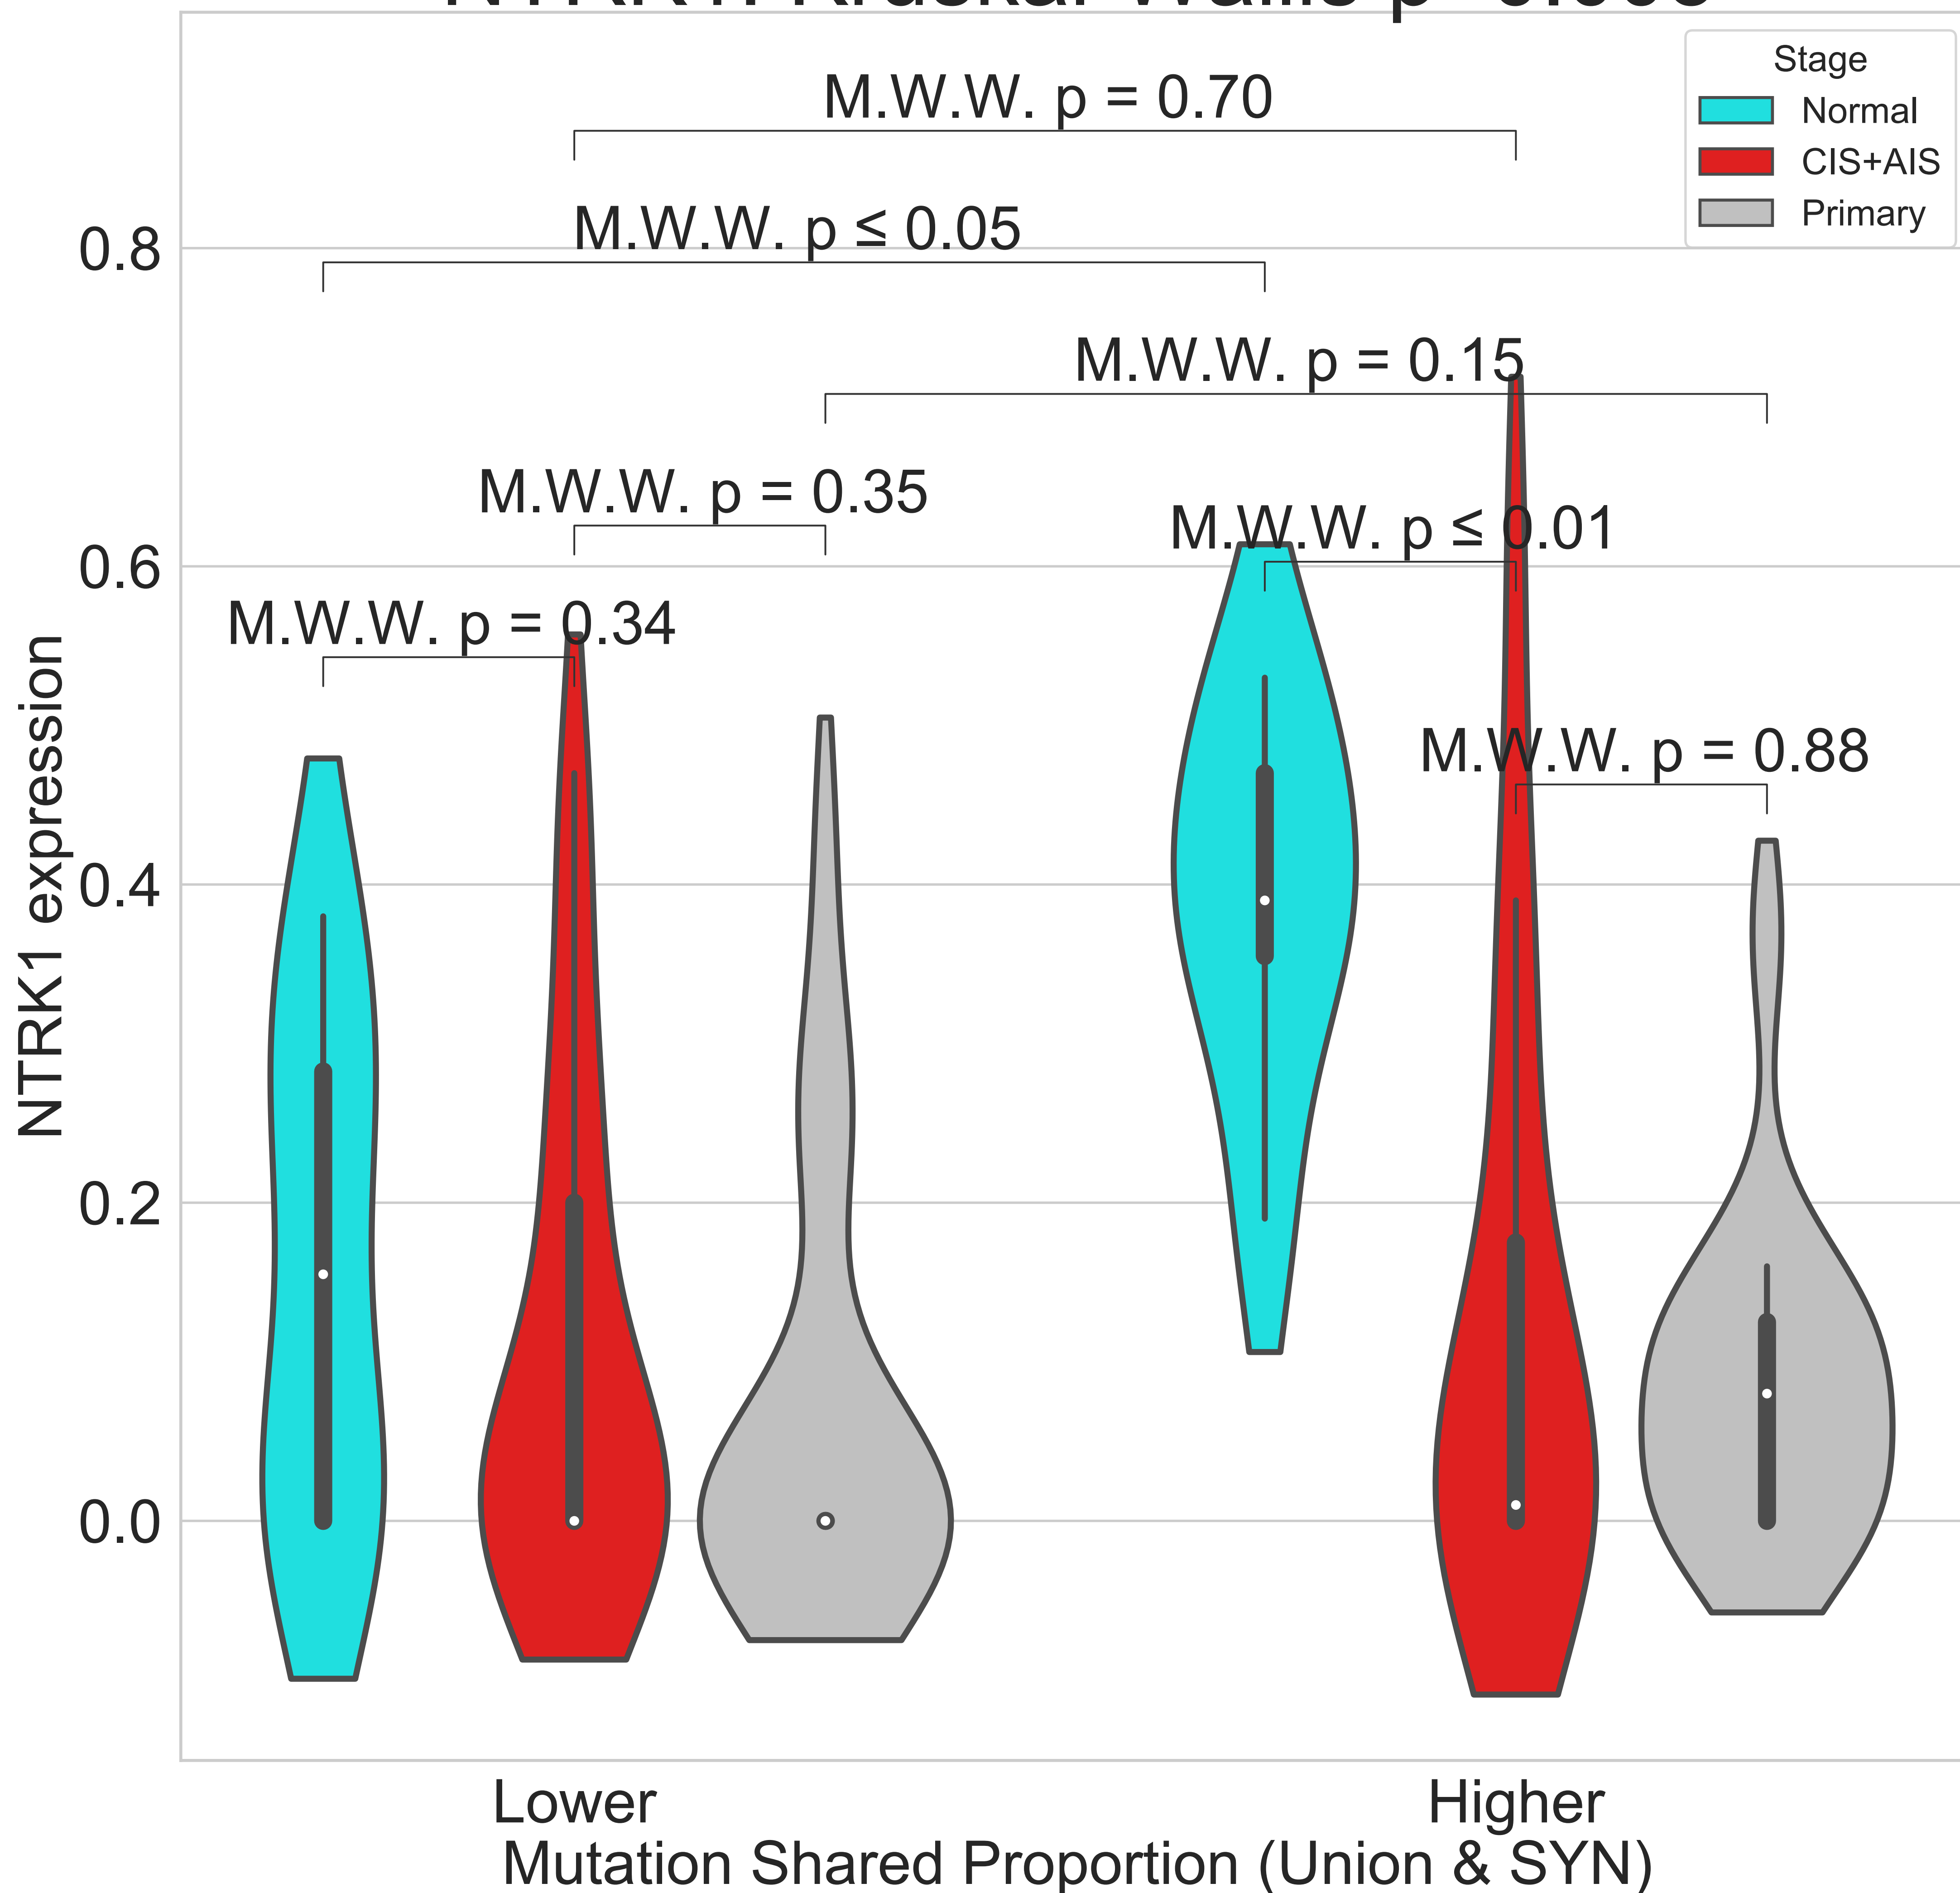 Stage
Normal
CIS+AIS
Primary
M.W.W. p = 0.70
M.W.W. p ≤ 0.05
M.W.W. p = 0.15
M.W.W. p = 0.35
M.W.W. p ≤ 0.01
M.W.W. p = 0.34
M.W.W. p = 0.88
0.8
0.6
0.4
0.2
0.0
NTRK1 expression
Lower
Higher
Mutation Shared Proportion (Union & SYN)